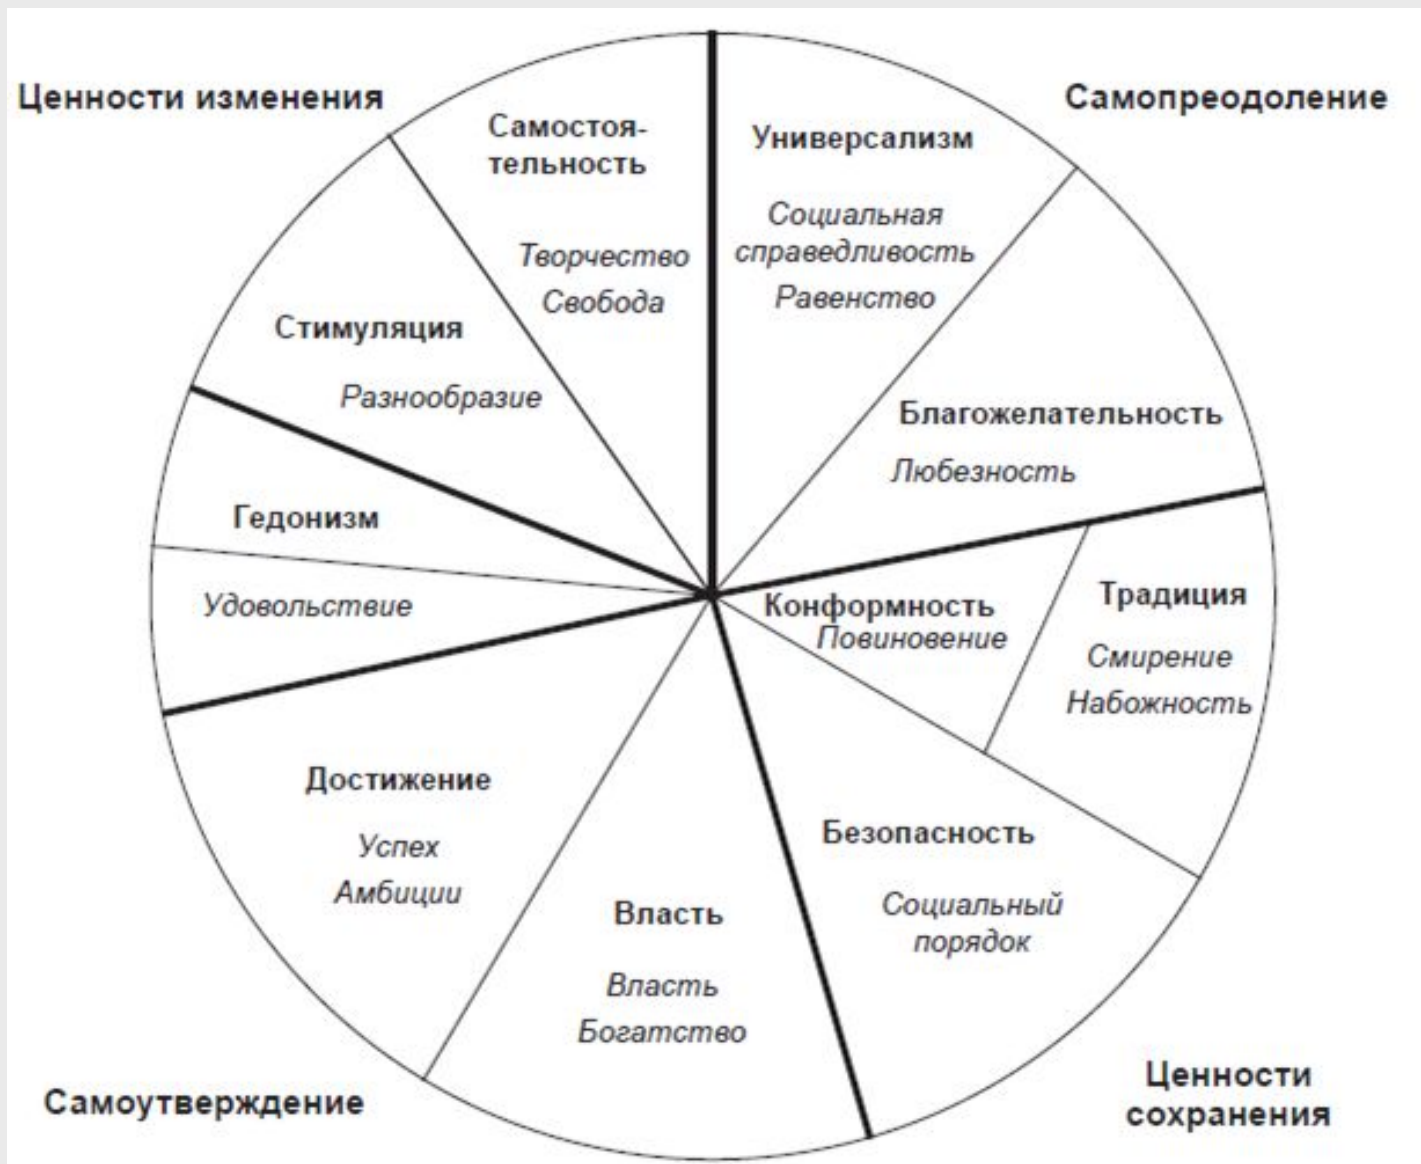 Ценности изменения
Самопреодоление
Самостоя-
тельность
Творчество
Свобода
Универсализм
Социальная
справедливость
Равенство
Стимуляция
Разнообразие
Благожелательность
Любезность
Гедонизм
Удовольствие
Конформность
Повиновение
Традиция
Смирение
Набожность
Достижение
Успех
Амбиции
Власть
Власть
Богатство
Безопасность
Социальный
порядок
Самоутверждение
Ценности
сохранения